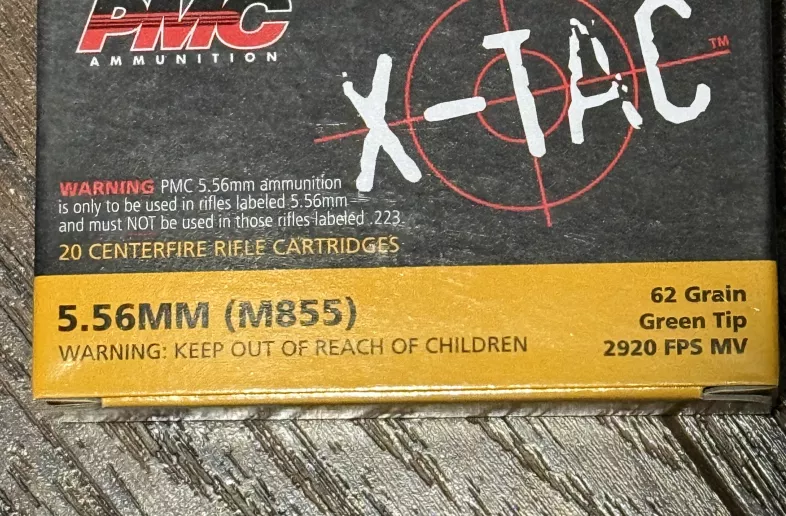 PMC
AMMUNITION
X-TAC™
WARNING PMC 5.56mm ammunition
is only to be used in rifles labeled 5.56mm
and must NOT be used in those rifles labeled .223.
20 CENTERFIRE RIFLE CARTRIDGES
5.56MM (M855)
WARNING: KEEP OUT OF REACH OF CHILDREN
62 Grain
Green Tip
2920 FPS MV